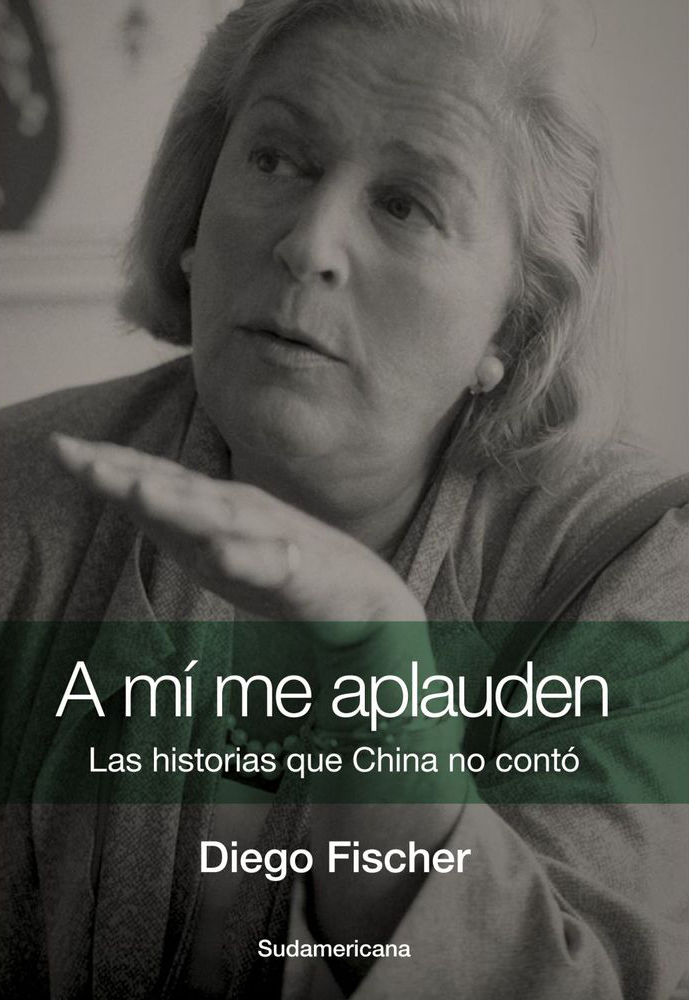 A mí me aplauden
Las historias que China no contó
Diego Fischer
Sudamericana